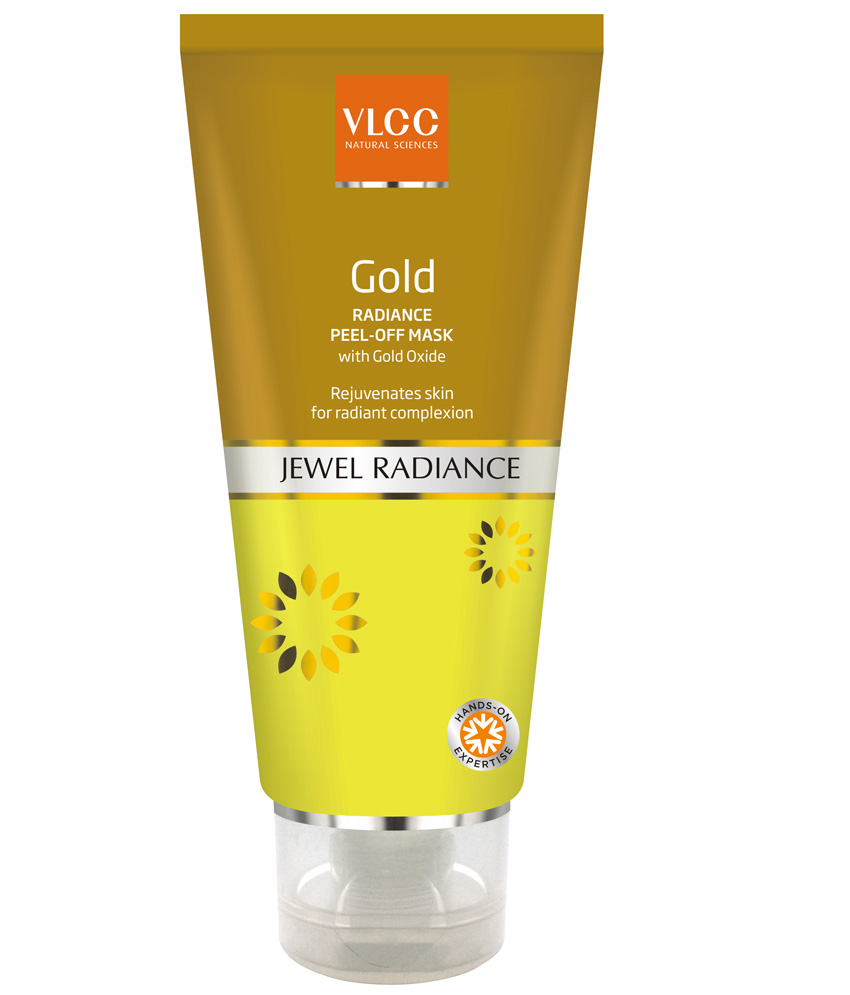 VLCC
NATURAL SCIENCES
Gold
RADIANCE
PEEL-OFF MASK
with Gold Oxide
Rejuvenates skin
for radiant complexion
JEWEL RADIANCE
HANDS-ON
EXPERTISE